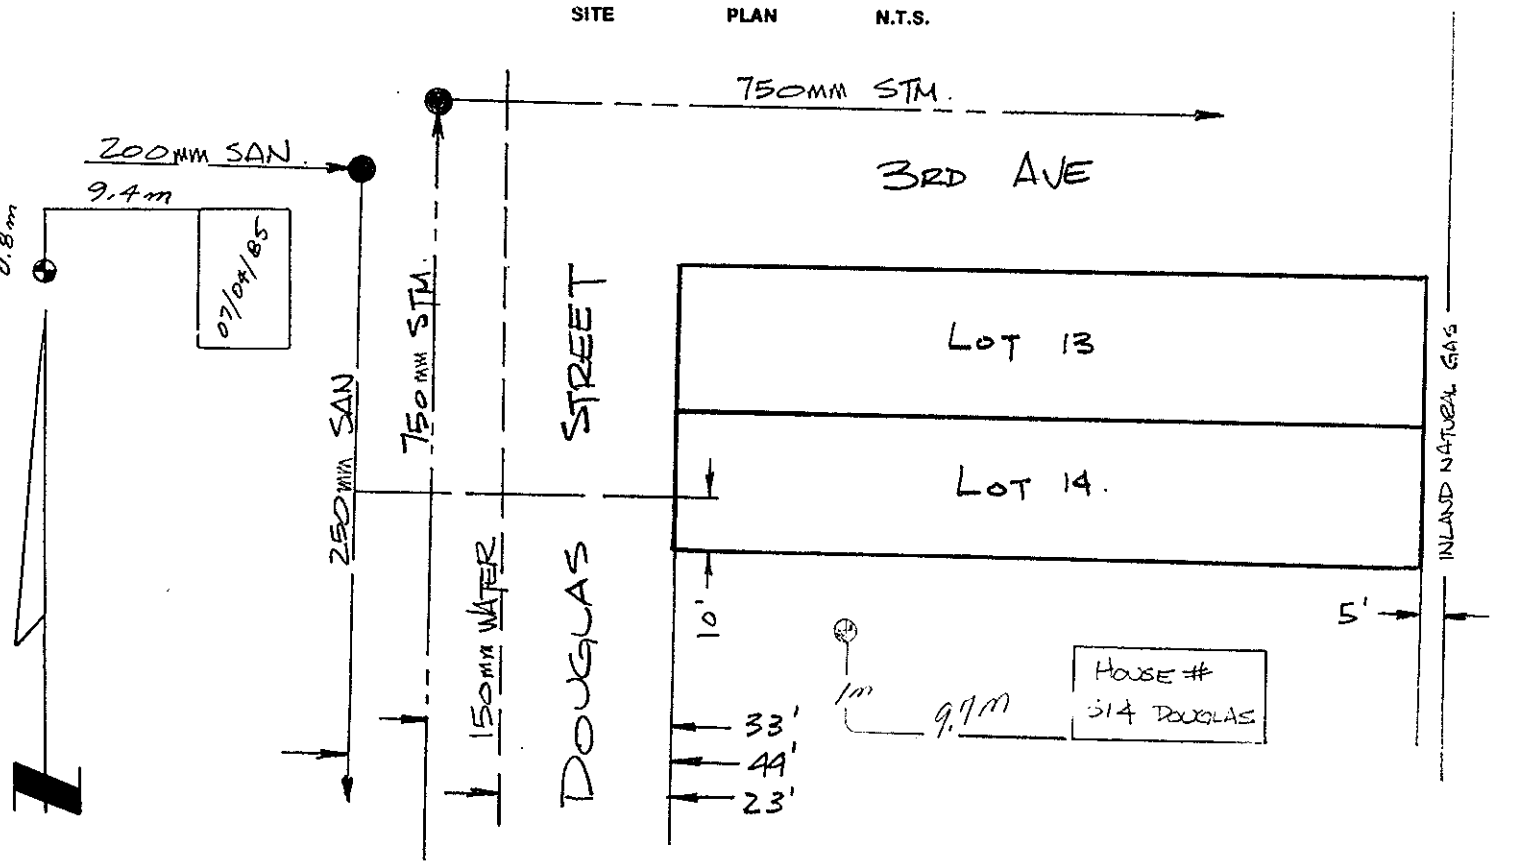 SITE PLAN N.T.S.
750mm STM.
200mm SAN.
3RD AVE
9.4m
07/04/85
750mm STM.
STREET
LOT 13
INLAND NATURAL GAS
250mm SAN
LOT 14.
150mm WATER
DOUGLAS
10'
5'
HOUSE #
314 DOUGLAS
1m
9.7m
33'
44'
23'